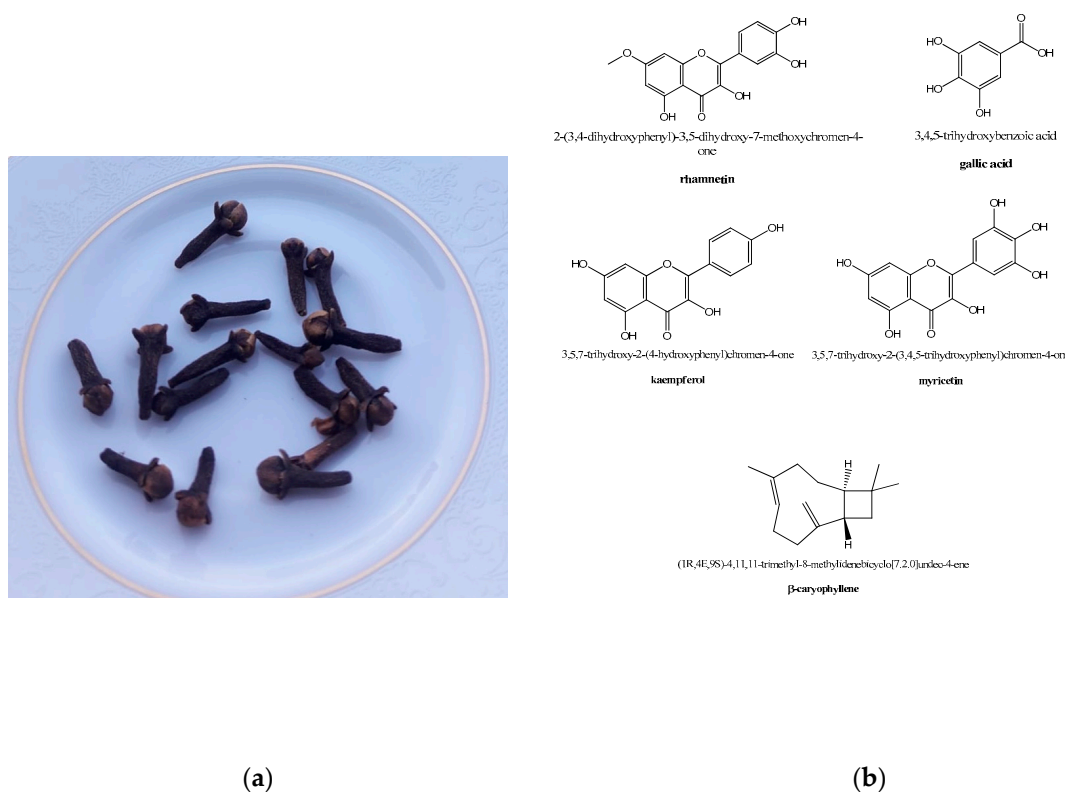 OH
O
OH
O
OH
OH
O
2-(3,4-dihydroxyphenyl)-3,5-dihydroxy-7-methoxychromen-4-
one
rhamnetin
O
HO
OH
HO
OH
3,4,5-trihydroxybenzoic acid
gallic acid
OH
HO
O
OH
OH
O
3,5,7-trihydroxy-2-(4-hydroxyphenyl)chromen-4-one
kaempferol
OH
OH
HO
O
OH
OH
OH
O
3,5,7-trihydroxy-2-(3,4,5-trihydroxyphenyl)chromen-4-on
myricetin
H
H
(1R,4E,9S)-4,11,11-trimethyl-8-methylidenebicyclo[7.2.0]undec-4-ene
β-caryophyllene
(a)
(b)